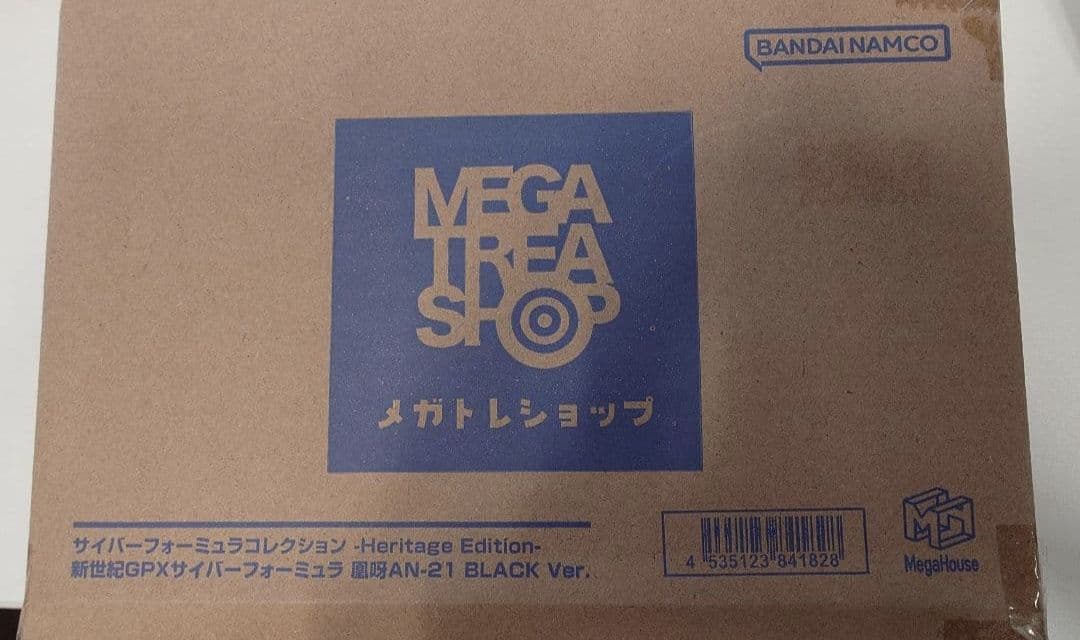 BANDAI NAMCO
MEGA
TREA
SHOP
メガトレショップ
サイバーフォーミュラコレクション -Heritage Edition-
新世紀GPXサイバーフォーミュラ 凰呀AN-21 BLACK Ver.
4 535123 841828
MegaHouse